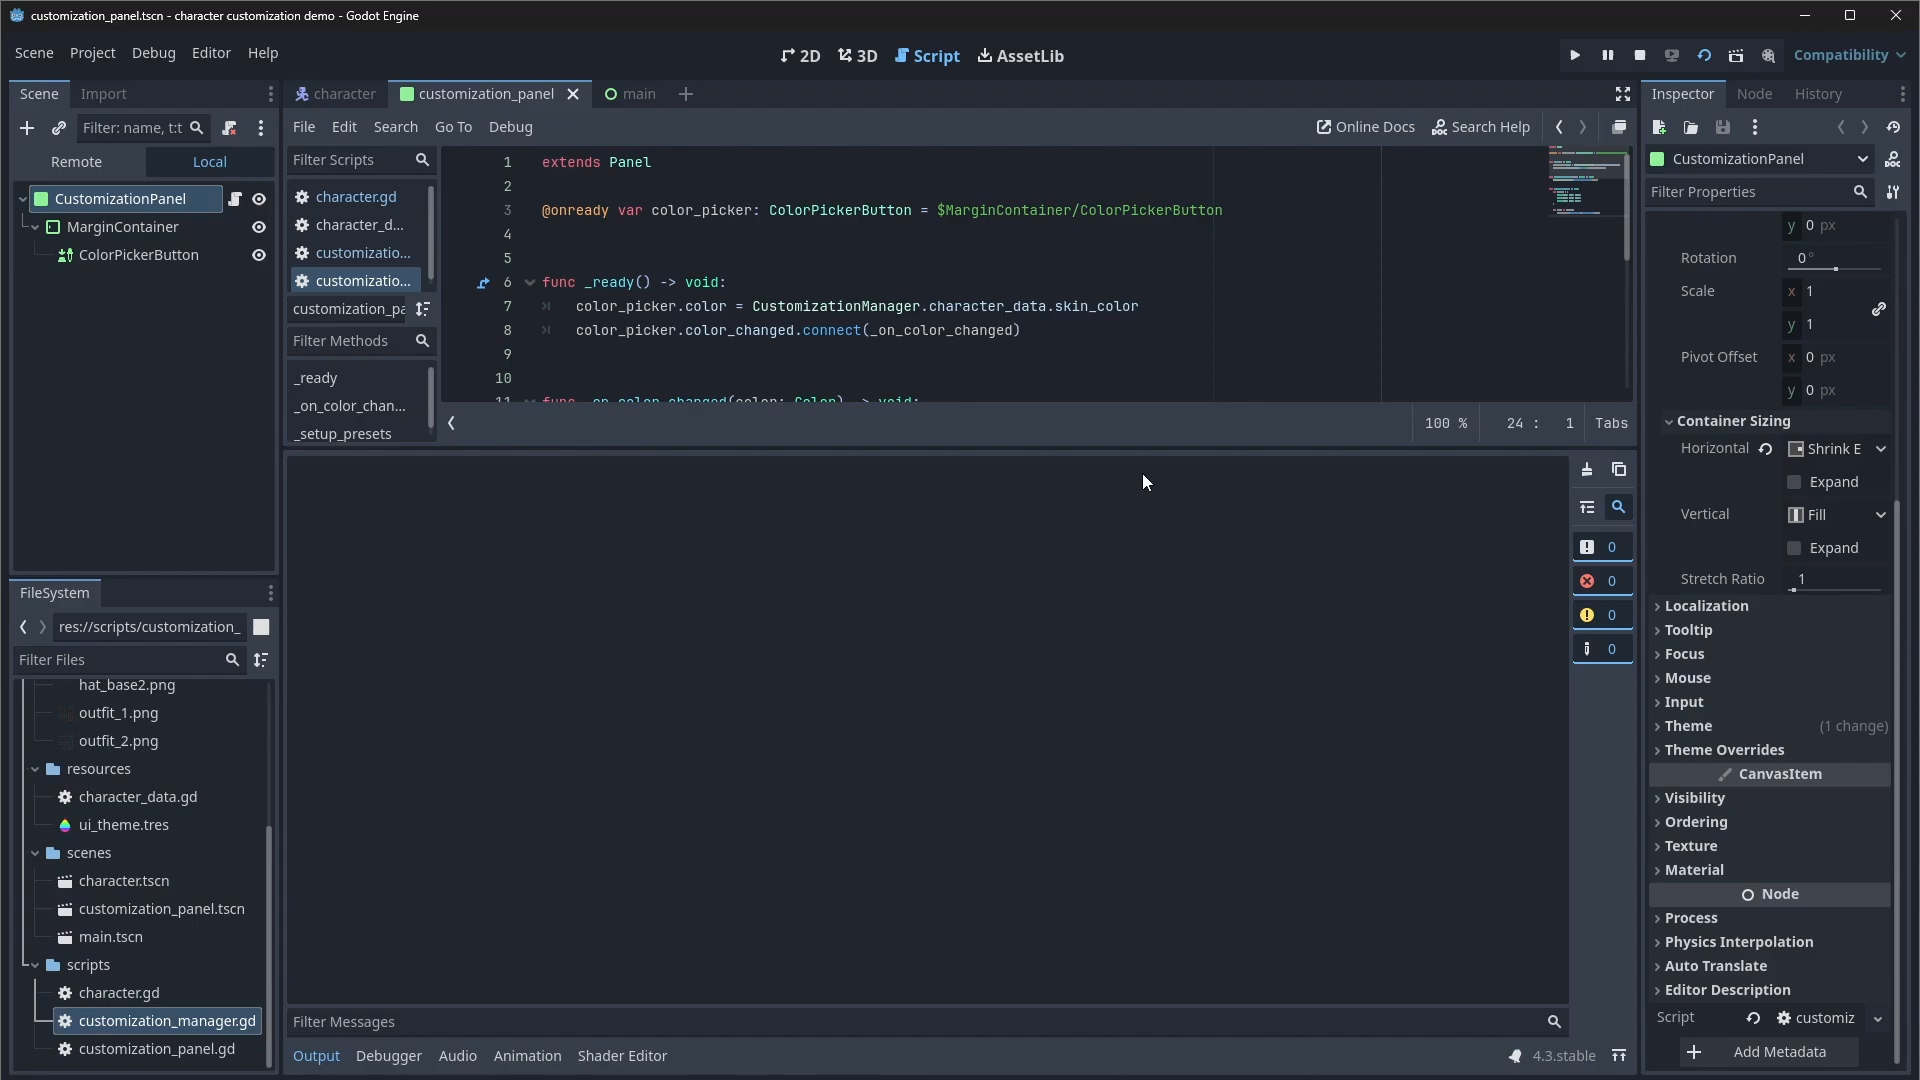 customization_panel.tscn - character customization demo - Godot Engine
Scene Project Debug Editor Help
2D 3D Script AssetLib
Compatibility
Scene Import
character customization_panel main
Inspector Node History
Filter: name, t:t
File Edit Search Go To Debug
Online Docs Search Help
Remote Local
Filter Scripts
CustomizationPanel
MarginContainer
ColorPickerButton
character.gd
character_d...
customizatio...
customizatio...
customization_pa
Filter Methods
_ready
_on_color_chan...
_setup_presets
1 extends Panel
2
3 @onready var color_picker: ColorPickerButton = $MarginContainer/ColorPickerButton
4
5
6 func _ready() -> void:
7 color_picker.color = CustomizationManager.character_data.skin_color
8 color_picker.color_changed.connect(_on_color_changed)
9
10
11 func _on_color_changed(color: Color) -> void:
100 % 24 : 1 Tabs
0
0
0
0
Filter Messages
Output Debugger Audio Animation Shader Editor
4.3.stable
FileSystem
res://scripts/customization_
Filter Files
hat_base2.png
outfit_1.png
outfit_2.png
resources
character_data.gd
ui_theme.tres
scenes
character.tscn
customization_panel.tscn
main.tscn
scripts
character.gd
customization_manager.gd
customization_panel.gd
CustomizationPanel
Filter Properties
y 0 px
Rotation 0°
Scale x 1
y 1
Pivot Offset x 0 px
y 0 px
Container Sizing
Horizontal Shrink E
Expand
Vertical Fill
Expand
Stretch Ratio 1
Localization
Tooltip
Focus
Mouse
Input
Theme (1 change)
Theme Overrides
CanvasItem
Visibility
Ordering
Texture
Material
Node
Process
Physics Interpolation
Auto Translate
Editor Description
Script customiz
Add Metadata